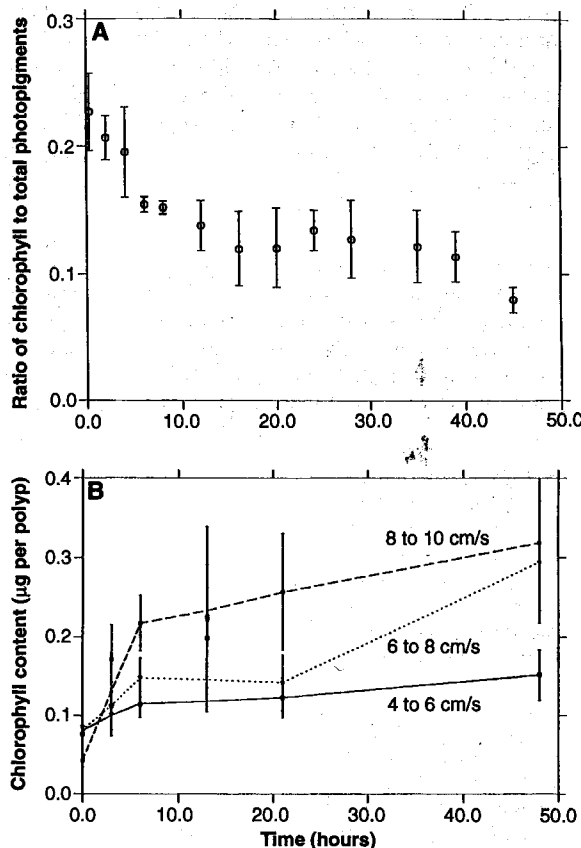 A
Ratio of chlorophyll to total photopigments
0.3
0.2
0.1
0.0
0.0 10.0 20.0 30.0 40.0 50.0
B
Chlorophyll content (μg per polyp)
0.4
0.3
0.2
0.1
0.0
8 to 10 cm/s
6 to 8 cm/s
4 to 6 cm/s
0.0 10.0 20.0 30.0 40.0 50.0
Time (hours)